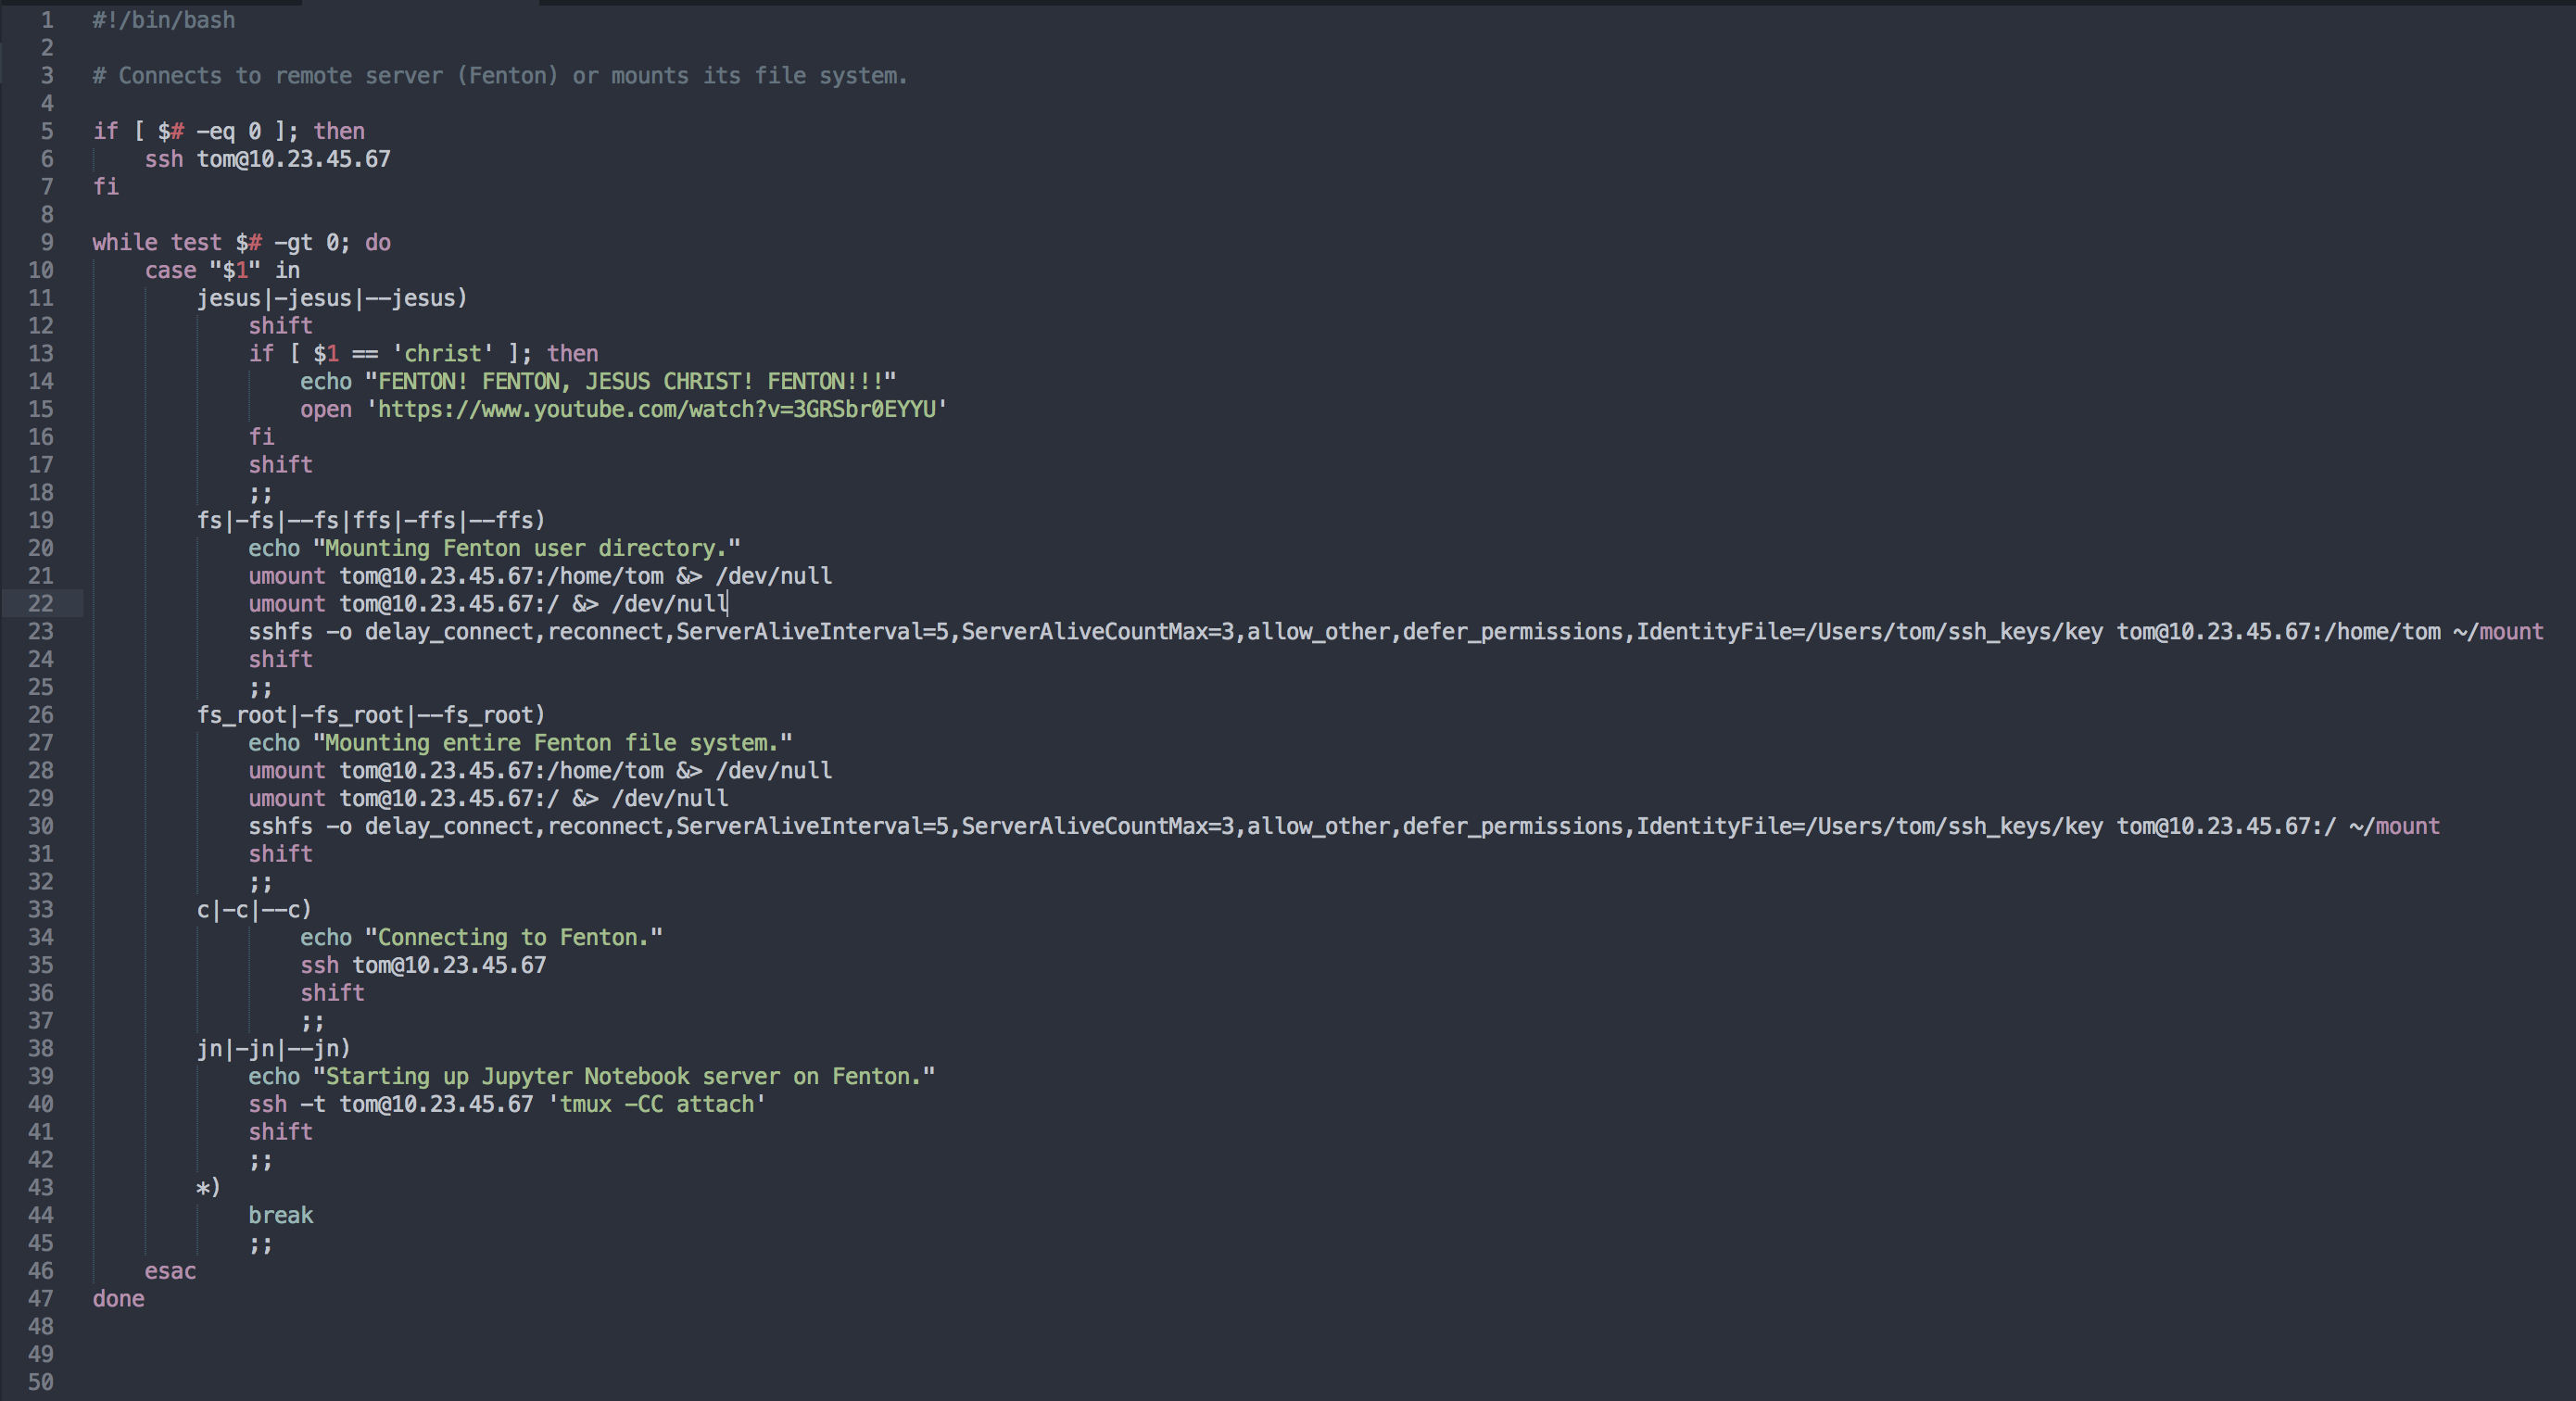 1 #!/bin/bash
2
3 # Connects to remote server (Fenton) or mounts its file system.
4
5 if [ $# -eq 0 ]; then
6     ssh tom@10.23.45.67
7 fi
8
9 while test $# -gt 0; do
10     case "$1" in
11         jesus|-jesus|--jesus)
12             shift
13             if [ $1 == 'christ' ]; then
14                 echo "FENTON! FENTON, JESUS CHRIST! FENTON!!!"
15                 open 'https://www.youtube.com/watch?v=3GRSbr0EYYU'
16             fi
17             shift
18             ;;
19         fs|-fs|--fs|ffs|-ffs|--ffs)
20             echo "Mounting Fenton user directory."
21             umount tom@10.23.45.67:/home/tom &> /dev/null
22             umount tom@10.23.45.67:/ &> /dev/null
23             sshfs -o delay_connect,reconnect,ServerAliveInterval=5,ServerAliveCountMax=3,allow_other,defer_permissions,IdentityFile=/Users/tom/ssh_keys/key tom@10.23.45.67:/home/tom ~/mount
24             shift
25             ;;
26         fs_root|-fs_root|--fs_root)
27             echo "Mounting entire Fenton file system."
28             umount tom@10.23.45.67:/home/tom &> /dev/null
29             umount tom@10.23.45.67:/ &> /dev/null
30             sshfs -o delay_connect,reconnect,ServerAliveInterval=5,ServerAliveCountMax=3,allow_other,defer_permissions,IdentityFile=/Users/tom/ssh_keys/key tom@10.23.45.67:/ ~/mount
31             shift
32             ;;
33         c|-c|--c)
34                 echo "Connecting to Fenton."
35                 ssh tom@10.23.45.67
36                 shift
37                 ;;
38         jn|-jn|--jn)
39             echo "Starting up Jupyter Notebook server on Fenton."
40             ssh -t tom@10.23.45.67 'tmux -CC attach'
41             shift
42             ;;
43         *)
44             break
45             ;;
46     esac
47 done
48
49
50